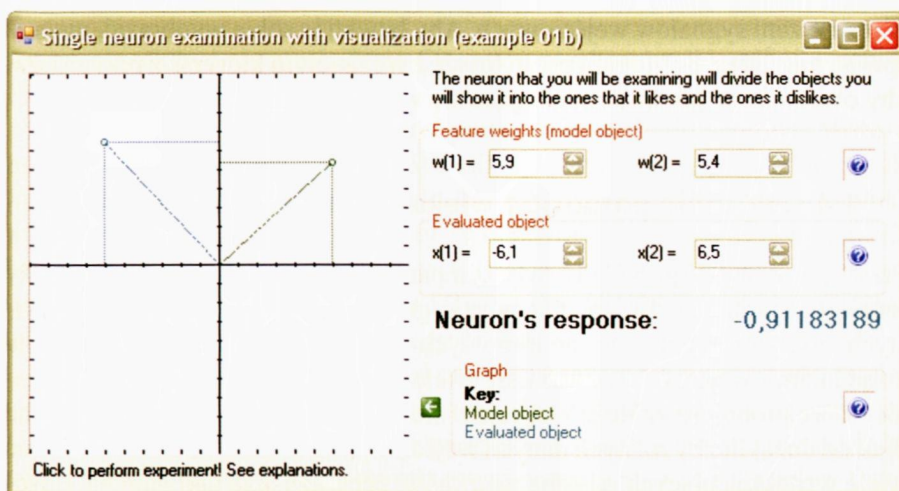 Single neuron examination with visualization (example 01b)
The neuron that you will be examining will divide the objects you
will show it into the ones that it likes and the ones it dislikes.
Feature weights (model object)
w(1) = 5,9 w(2) = 5,4
Evaluated object
x(1) = -6,1 x(2) = 6,5
Neuron's response: -0,91183189
Graph
Key:
Model object
Evaluated object
Click to perform experiment! See explanations.